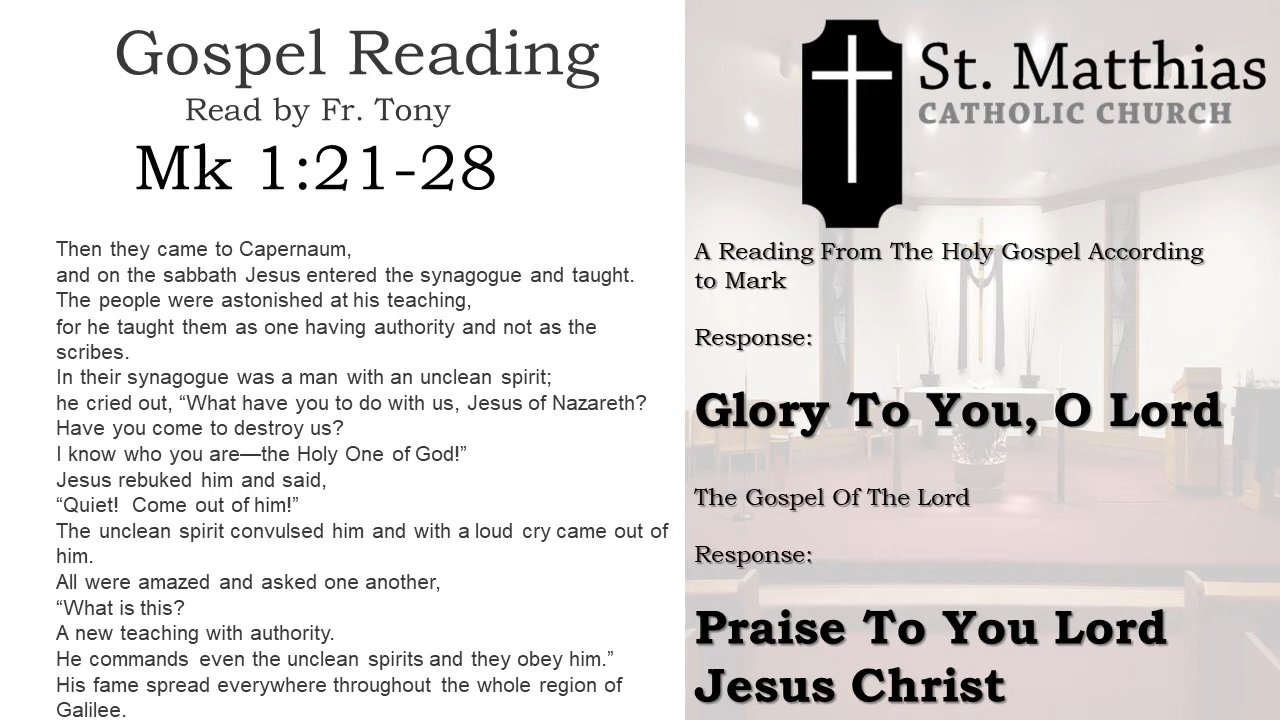 Gospel Reading
Read by Fr. Tony
Mk 1:21-28
Then they came to Capernaum,
and on the sabbath Jesus entered the synagogue and taught.
The people were astonished at his teaching,
for he taught them as one having authority and not as the
scribes.
In their synagogue was a man with an unclean spirit;
he cried out, “What have you to do with us, Jesus of Nazareth?
Have you come to destroy us?
I know who you are—the Holy One of God!”
Jesus rebuked him and said,
“Quiet!  Come out of him!”
The unclean spirit convulsed him and with a loud cry came out of
him.
All were amazed and asked one another,
“What is this?
A new teaching with authority.
He commands even the unclean spirits and they obey him.”
His fame spread everywhere throughout the whole region of
Galilee.
St. Matthias
CATHOLIC CHURCH
A Reading From The Holy Gospel According
to Mark
Response:
Glory To You, O Lord
The Gospel Of The Lord
Response:
Praise To You Lord
Jesus Christ